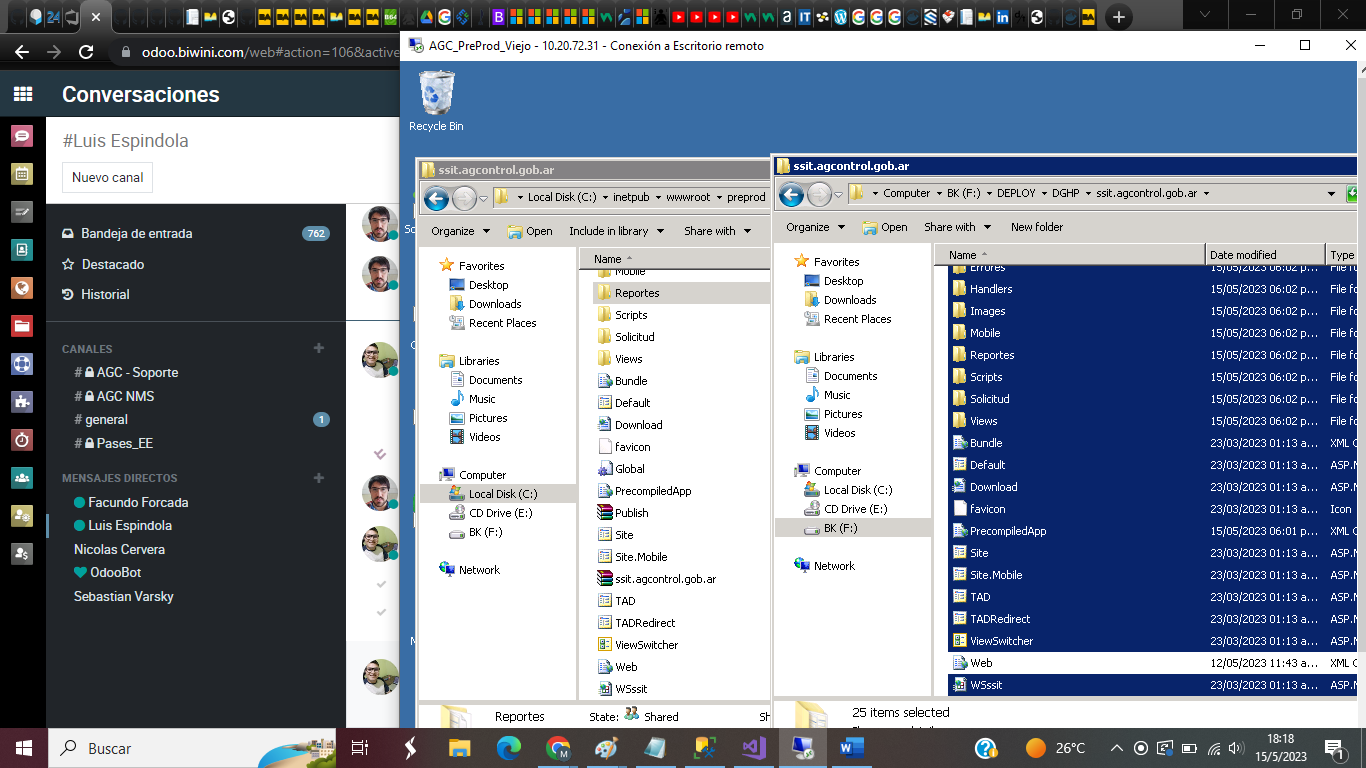 24
B64
odoo.biwini.com/web#action=106&active
Conversaciones
#Luis Espindola
Nuevo canal
Bandeja de entrada
762
Destacado
Historial
CANALES
# AGC - Soporte
# AGC NMS
# general
1
# Pases_EE
MENSAJES DIRECTOS
Facundo Forcada
Luis Espindola
Nicolas Cervera
OdooBot
Sebastian Varsky
AGC_PreProd_Viejo - 10.20.72.31 - Conexión a Escritorio remoto
Recycle Bin
ssit.agcontrol.gob.ar
Local Disk (C:) inetpub wwwroot preprod
Organize Open Include in library Share with
Favorites
Desktop
Downloads
Recent Places
Libraries
Documents
Music
Pictures
Videos
Computer
Local Disk (C:)
CD Drive (E:)
BK (F:)
Network
Name
Mobile
Reportes
Scripts
Solicitud
Views
Bundle
Default
Download
favicon
Global
PrecompiledApp
Publish
Site
Site.Mobile
ssit.agcontrol.gob.ar
TAD
TADRedirect
ViewSwitcher
Web
WSssit
Reportes State: Shared Sh
ssit.agcontrol.gob.ar
Computer BK (F:) DEPLOY DGHP ssit.agcontrol.gob.ar
Organize Open Share with New folder
Favorites
Desktop
Downloads
Recent Places
Libraries
Documents
Music
Pictures
Videos
Computer
Local Disk (C:)
CD Drive (E:)
BK (F:)
Network
Name Date modified Type
Errores 15/05/2023 06:02 p... File fo
Handlers 15/05/2023 06:02 p... File fo
Images 15/05/2023 06:02 p... File fo
Mobile 15/05/2023 06:02 p... File fo
Reportes 15/05/2023 06:02 p... File fo
Scripts 15/05/2023 06:02 p... File fo
Solicitud 15/05/2023 06:02 p... File fo
Views 15/05/2023 06:02 p... File fo
Bundle 23/03/2023 01:13 a... XML C
Default 23/03/2023 01:13 a... ASP.N
Download 23/03/2023 01:13 a... ASP.N
favicon 23/03/2023 01:13 a... Icon
PrecompiledApp 15/05/2023 06:01 p... XML C
Site 23/03/2023 01:13 a... ASP.N
Site.Mobile 23/03/2023 01:13 a... ASP.N
TAD 23/03/2023 01:13 a... ASP.N
TADRedirect 23/03/2023 01:13 a... ASP.N
ViewSwitcher 23/03/2023 01:13 a... ASP.N
Web 12/05/2023 11:43 a... XML C
WSssit 23/03/2023 01:13 a... ASP.N
25 items selected
Buscar
26°C
18:18
15/5/2023
1